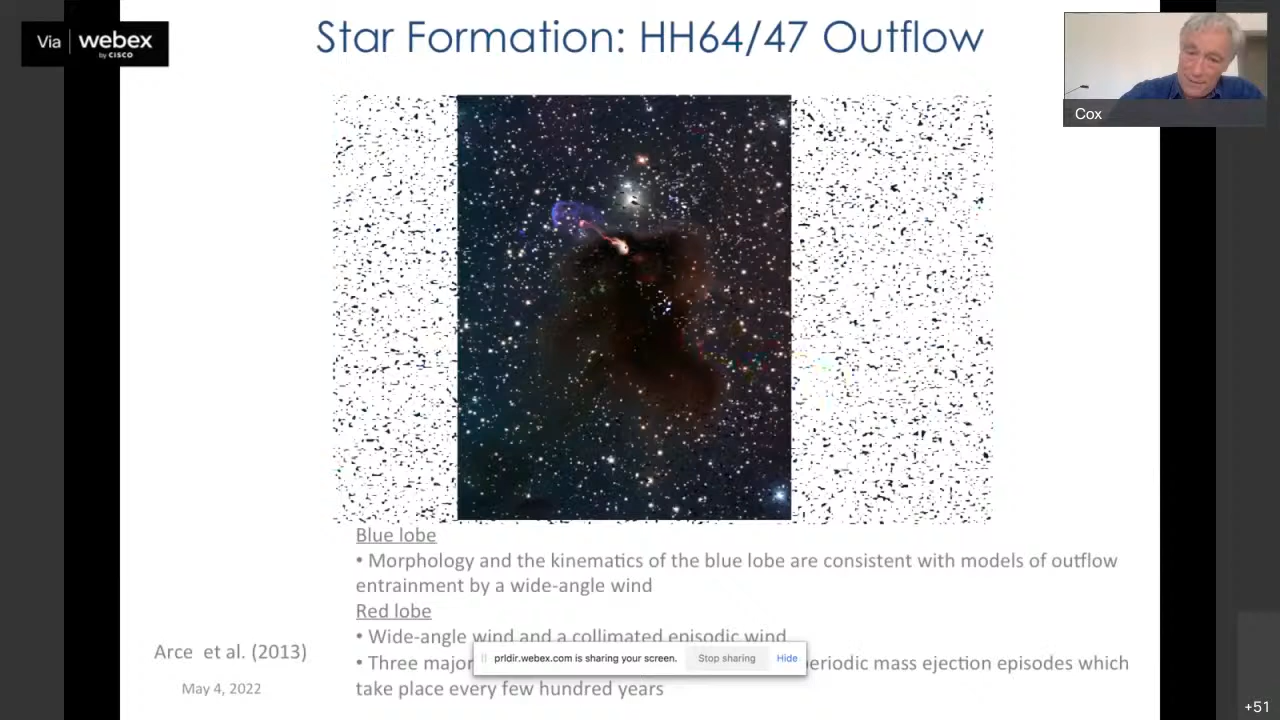 Via webex
by CISCO
Star Formation: HH64/47 Outflow
Cox
Blue lobe
• Morphology and the kinematics of the blue lobe are consistent with models of outflow
entrainment by a wide-angle wind
Red lobe
• Wide-angle wind and a collimated episodic wind
Arce et al. (2013)
prldir.webex.com is sharing your screen. Stop sharing Hide
• Three major periodic mass ejection episodes which
May 4, 2022
take place every few hundred years
+51